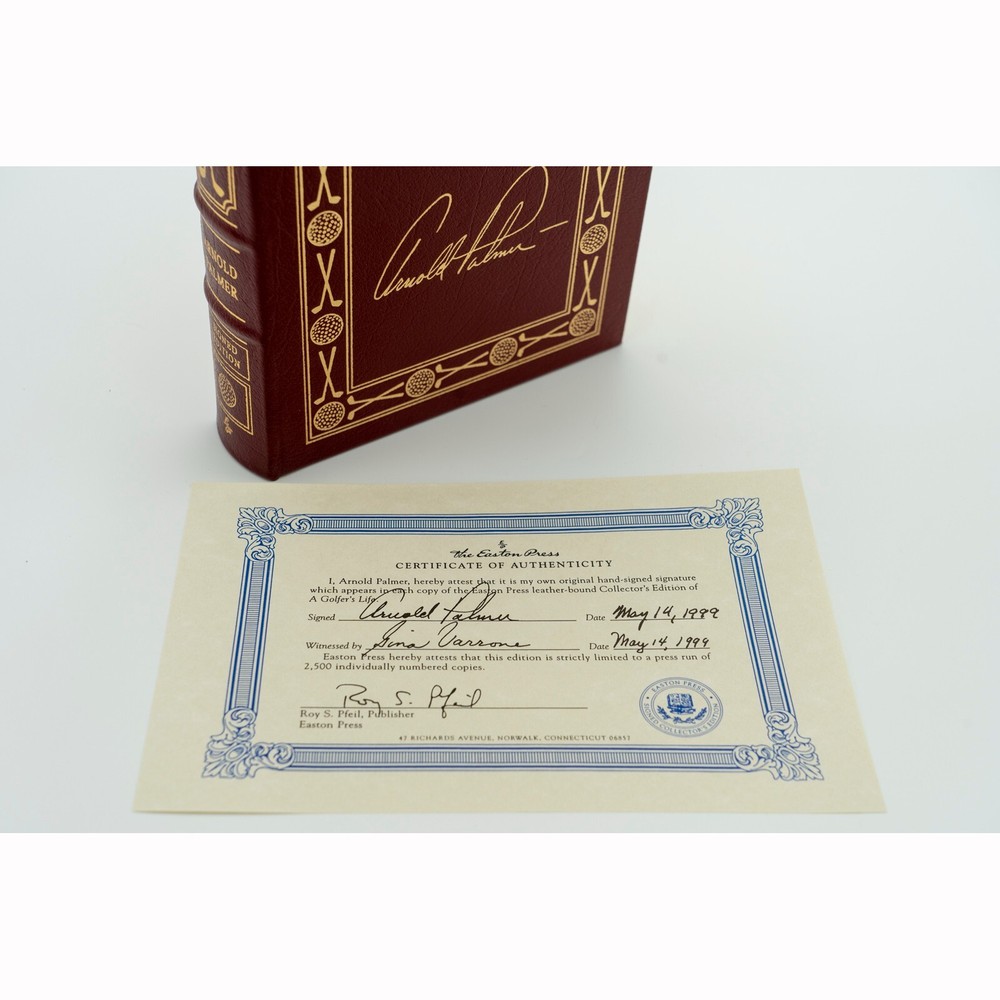 Arnold Palmer
ARNOLD
PALMER
SIGNED
EDITION
The Easton Press
CERTIFICATE OF AUTHENTICITY
I, Arnold Palmer, hereby attest that it is my own original hand-signed signature
which appears in each copy of the Easton Press leather-bound Collector's Edition of
A Golfer's Life.
Signed Arnold Palmer Date May 14, 1999
Witnessed by Gina Varrone Date May 14, 1999
Easton Press hereby attests that this edition is strictly limited to a press run of
2,500 individually numbered copies.
Roy S. Pfeil
Roy S. Pfeil, Publisher
Easton Press
EASTON PRESS
SIGNED COLLECTOR'S EDITION
47 RICHARDS AVENUE, NORWALK, CONNECTICUT 06857